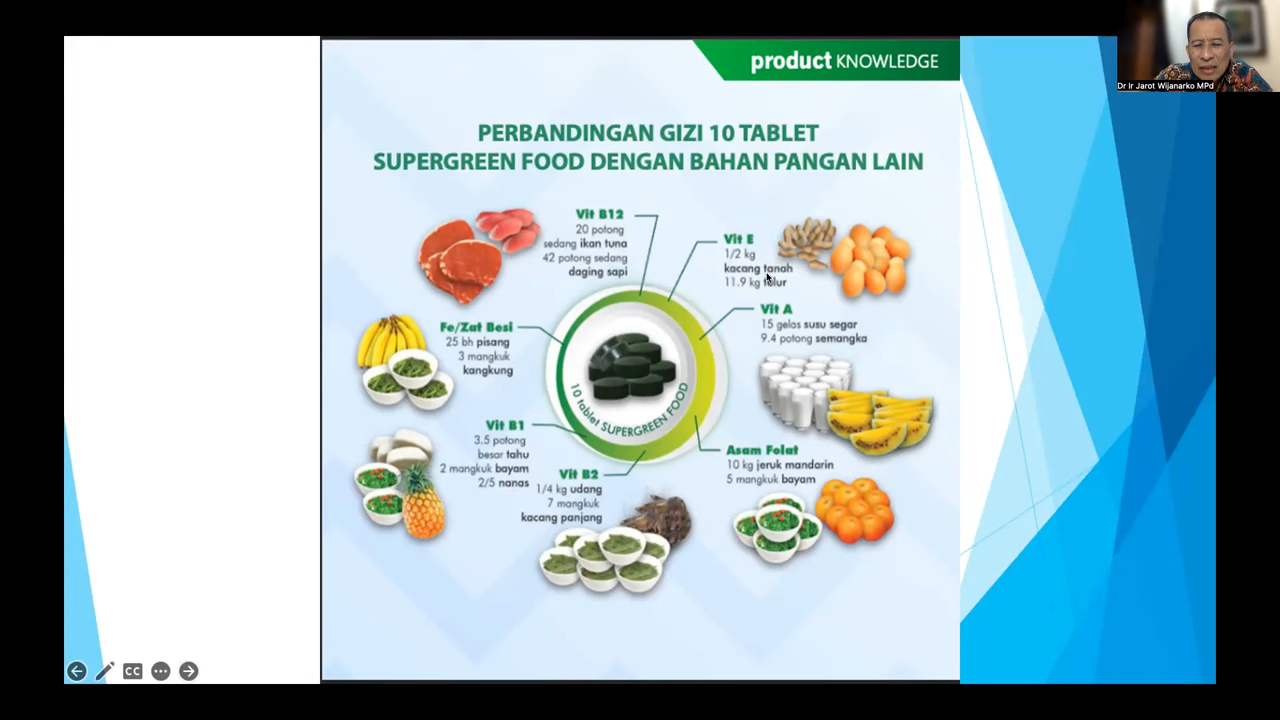 product KNOWLEDGE
Dr Ir Jarot Wijanarko MPd
PERBANDINGAN GIZI 10 TABLET
SUPERGREEN FOOD DENGAN BAHAN PANGAN LAIN
Vit B12
20 potong
sedang ikan tuna
42 potong sedang
daging sapi
Vit E
1/2 kg
kacang tanah
11.9 kg telur
Vit A
15 gelas susu segar
9.4 potong semangka
Fe/Zat Besi
25 bh pisang
3 mangkuk
kangkung
10 tablet SUPERGREEN FOOD
Vit B1
3.5 potong
besar tahu
2 mangkuk bayam
2/5 nanas
Vit B2
1/4 kg udang
7 mangkuk
kacang panjang
Asam Folat
10 kg jeruk mandarin
5 mangkuk bayam
CC